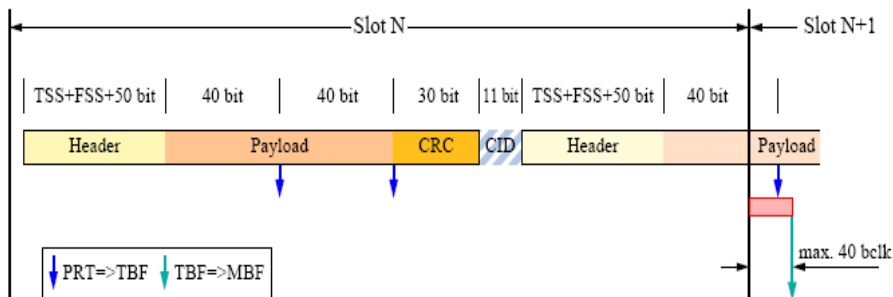 Slot N
Slot N+1
TSS+FSS+50 bit
40 bit
40 bit
30 bit
11 bit
TSS+FSS+50 bit
40 bit
Header
Payload
CRC
CID
Header
Payload
PRT=>TBF
TBF=>MBF
max. 40 bclk